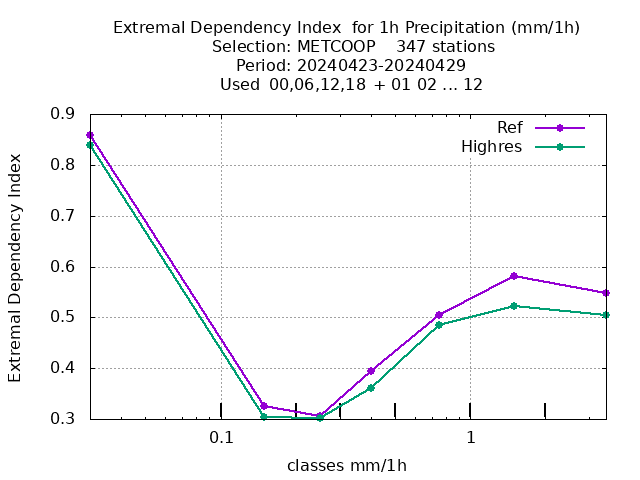 Extremal Dependency Index  for 1h Precipitation (mm/1h)
Selection: METCOOP    347 stations
Period: 20240423-20240429
Used  00,06,12,18  + 01 02 ... 12
Ref
Highres
0.9
0.8
0.7
0.6
0.5
0.4
0.3
Extremal Dependency Index
0.1
1
classes mm/1h